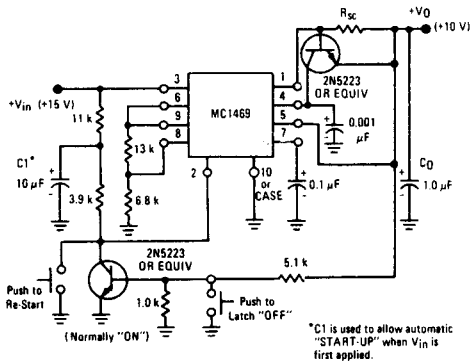 RSC
+VO
(+10 V)
2N5223
OR EQUIV
+Vin (+15 V)
3
6
9
8
MC1469
1
4
5
7
2
10
or
CASE
11 k
13 k
6.8 k
C1*
10 μF
+
-
3.9 k
+
-
0.001
μF
+
-
0.1 μF
+
-
CO
1.0 μF
2N5223
OR EQUIV
5.1 k
Push to
Re-Start
1.0 k
Push to
Latch "OFF"
(Normally "ON")
*C1 is used to allow automatic
"START-UP" when Vin is
first applied.